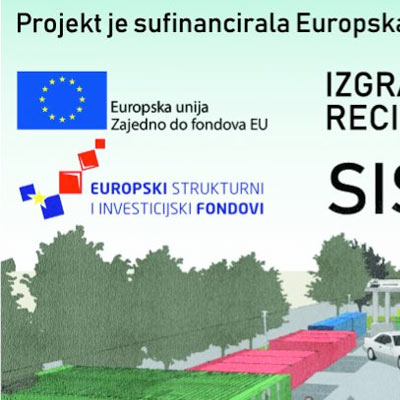 Projekt je sufinancirala Europska
Europska unija
Zajedno do fondova EU
EUROPSKI STRUKTURNI
I INVESTICIJSKI FONDOVI
IZGRA
RECI
SIS